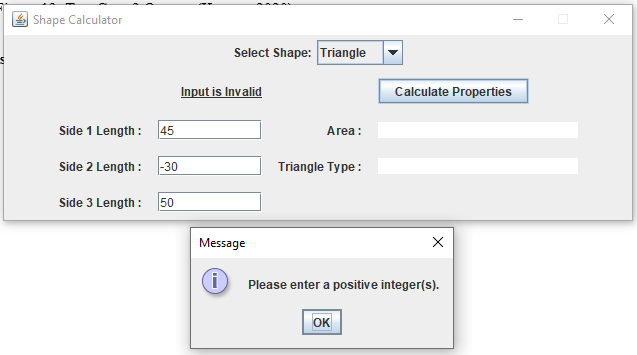 Shape Calculator
Select Shape: Triangle
Input is Invalid
Calculate Properties
Side 1 Length : 45
Area :
Side 2 Length : -30
Triangle Type :
Side 3 Length : 50
Message
Please enter a positive integer(s).
OK